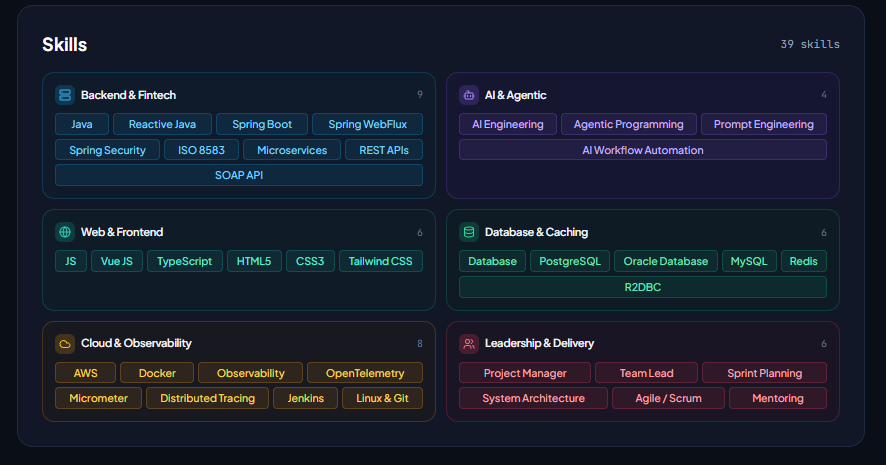 Skills
39 skills
Backend & Fintech
9
Java
Reactive Java
Spring Boot
Spring WebFlux
Spring Security
ISO 8583
Microservices
REST APIs
SOAP API
AI & Agentic
4
AI Engineering
Agentic Programming
Prompt Engineering
AI Workflow Automation
Web & Frontend
6
JS
Vue JS
TypeScript
HTML5
CSS3
Tailwind CSS
Database & Caching
6
Database
PostgreSQL
Oracle Database
MySQL
Redis
R2DBC
Cloud & Observability
8
AWS
Docker
Observability
OpenTelemetry
Micrometer
Distributed Tracing
Jenkins
Linux & Git
Leadership & Delivery
6
Project Manager
Team Lead
Sprint Planning
System Architecture
Agile / Scrum
Mentoring